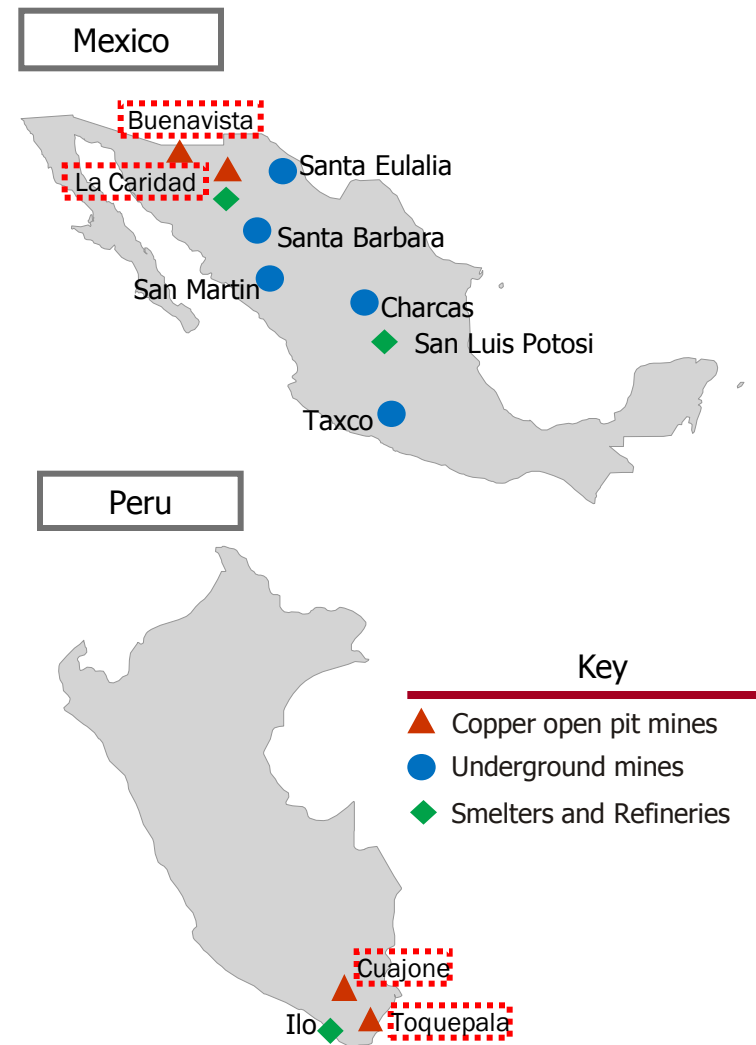 Mexico
Buenavista
La Caridad
Santa Eulalia
Santa Barbara
San Martin
Charcas
San Luis Potosi
Taxco
Peru
Key
Copper open pit mines
Underground mines
Smelters and Refineries
Cuajone
Ilo
Toquepala